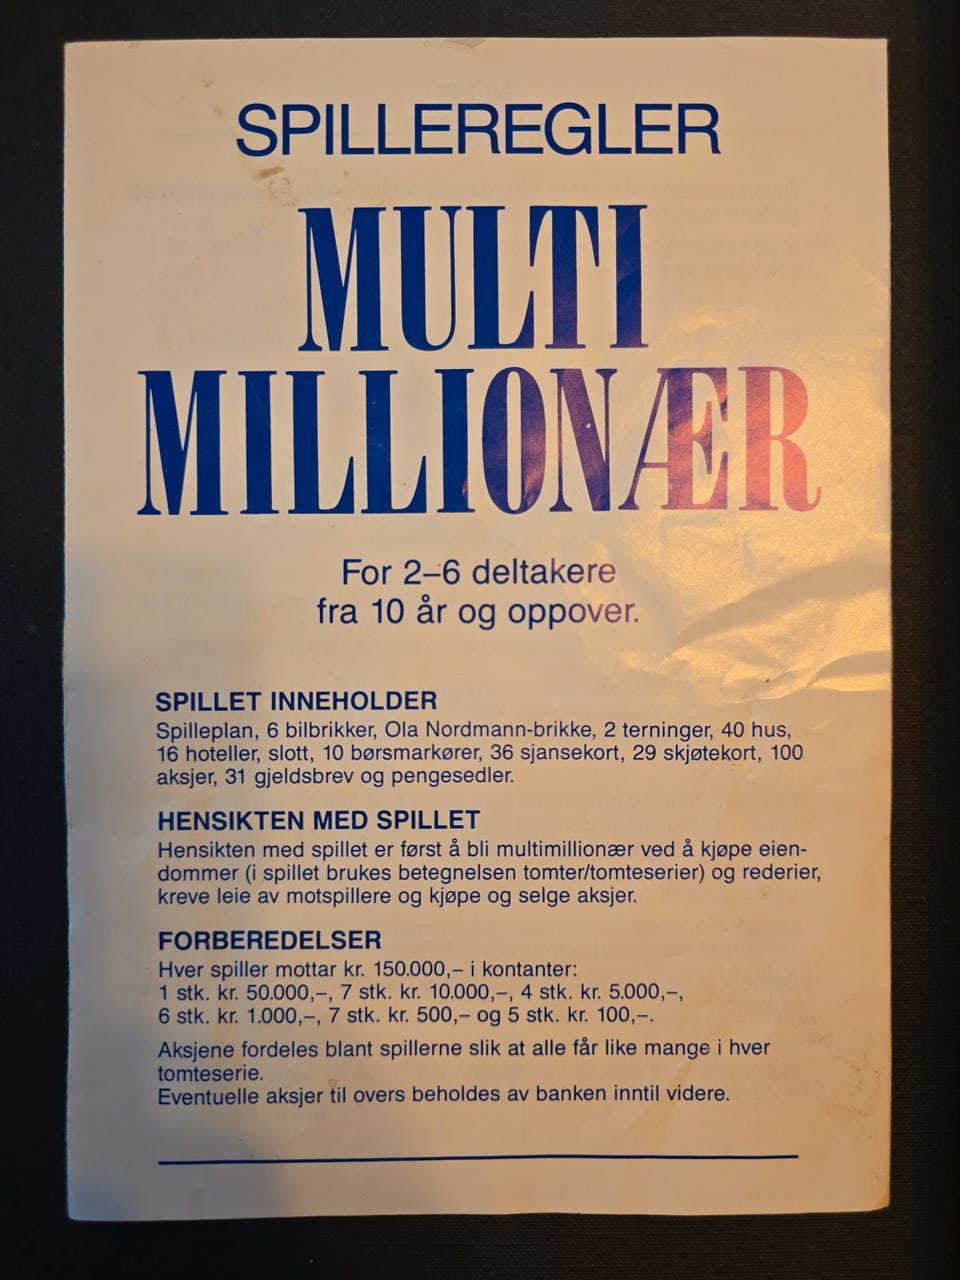 SPILLEREGLER
MULTI
MILLIONÆR
For 2–6 deltakere
fra 10 år og oppover.
SPILLET INNEHOLDER
Spilleplan, 6 bilbrikker, Ola Nordmann-brikke, 2 terninger, 40 hus,
16 hoteller, slott, 10 børsmarkører, 36 sjansekort, 29 skjøtekort, 100
aksjer, 31 gjeldsbrev og pengesedler.
HENSIKTEN MED SPILLET
Hensikten med spillet er først å bli multimillionær ved å kjøpe eien-
dommer (i spillet brukes betegnelsen tomter/tomteserier) og rederier,
kreve leie av motspillere og kjøpe og selge aksjer.
FORBEREDELSER
Hver spiller mottar kr. 150.000,– i kontanter:
1 stk. kr. 50.000,–, 7 stk. kr. 10.000,–, 4 stk. kr. 5.000,–,
6 stk. kr. 1.000,–, 7 stk. kr. 500,– og 5 stk. kr. 100,–.
Aksjene fordeles blant spillerne slik at alle får like mange i hver
tomteserie.
Eventuelle aksjer til overs beholdes av banken inntil videre.